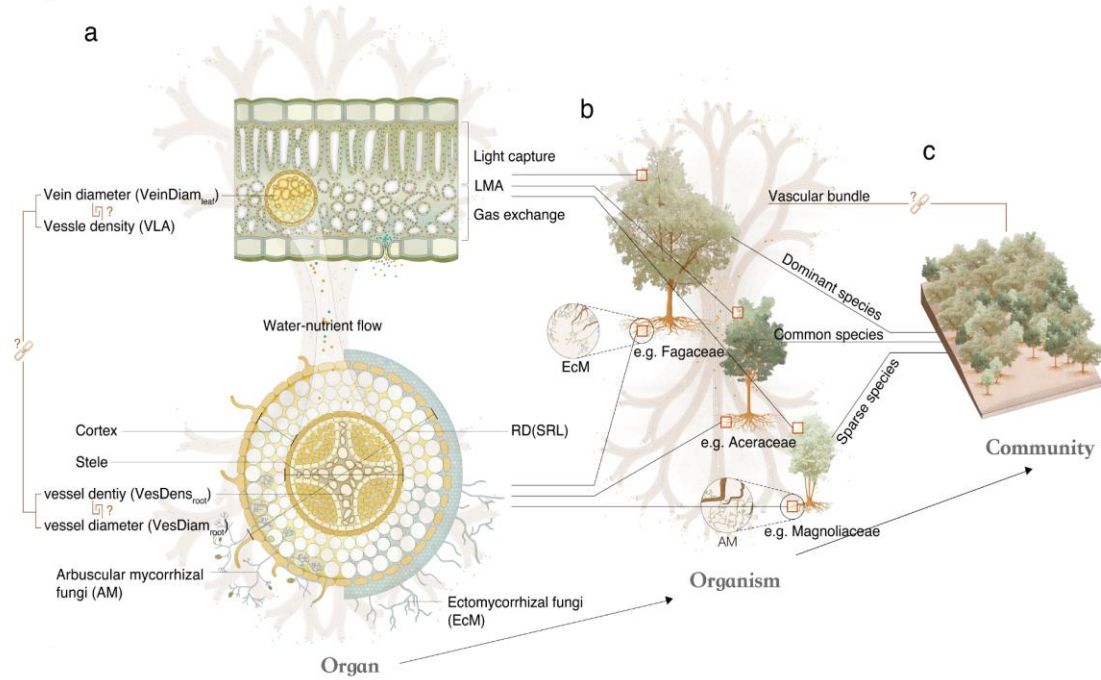 a
Vein diameter (VeinDiam leaf)
?
Vessle density (VLA)
?
Light capture
LMA
Gas exchange
Water-nutrient flow
Cortex
Stele
vessel dentiy (VesDens root)
?
vessel diameter (VesDiam root)
Arbuscular mycorrhizal
fungi (AM)
RD(SRL)
Ectomycorrhizal fungi
(EcM)
Organ
b
EcM
e.g. Fagaceae
e.g. Aceraceae
AM
e.g. Magnoliaceae
Organism
c
Vascular bundle
?
Dominant species
Common species
Sparse species
Community